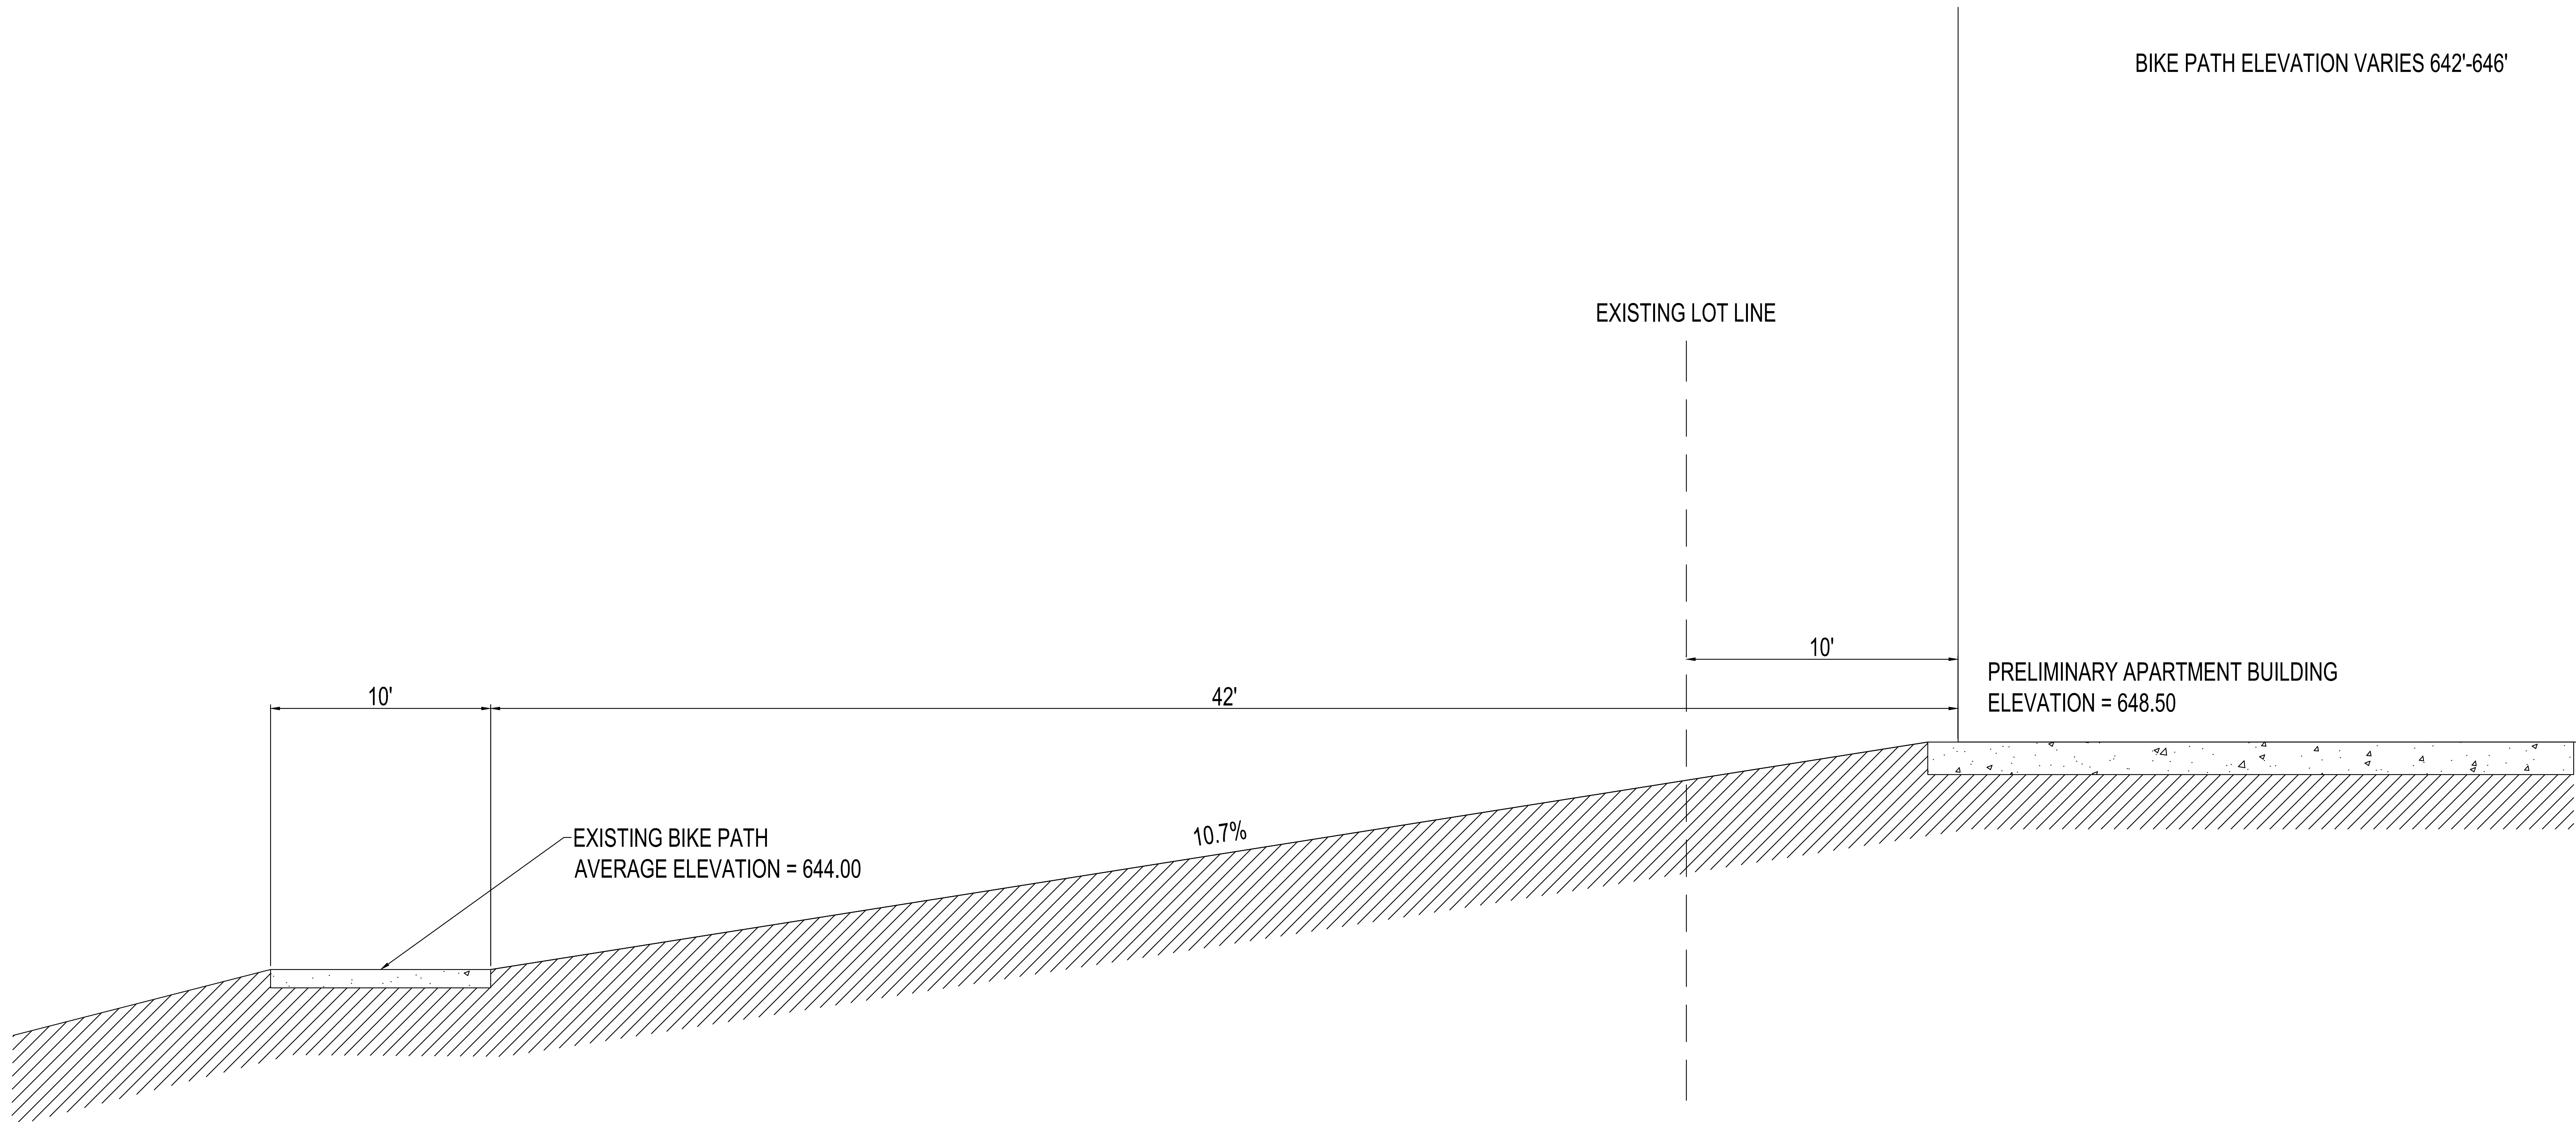 BIKE PATH ELEVATION VARIES 642'-646'
EXISTING LOT LINE
10'
PRELIMINARY APARTMENT BUILDING
ELEVATION = 648.50
10'
42'
10.7%
EXISTING BIKE PATH
AVERAGE ELEVATION = 644.00